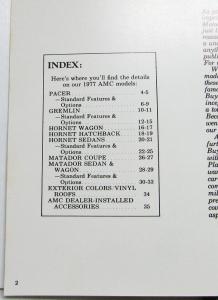 INDEX:
Here's where you'll find the details
on our 1977 AMC models:
PACER 4-5
—Standard Features &
Options 6-9
GREMLIN 10-11
—Standard Features &
Options 12-15
HORNET WAGON 16-17
HORNET HATCHBACK 18-19
HORNET SEDANS 20-21
—Standard Features &
Options 22-25
MATADOR COUPE 26-27
MATADOR SEDAN &
WAGON 28-29
—Standard Features &
Options 30-33
EXTERIOR COLORS/VINYL
ROOFS 34
AMC DEALER-INSTALLED
ACCESSORIES 35
2